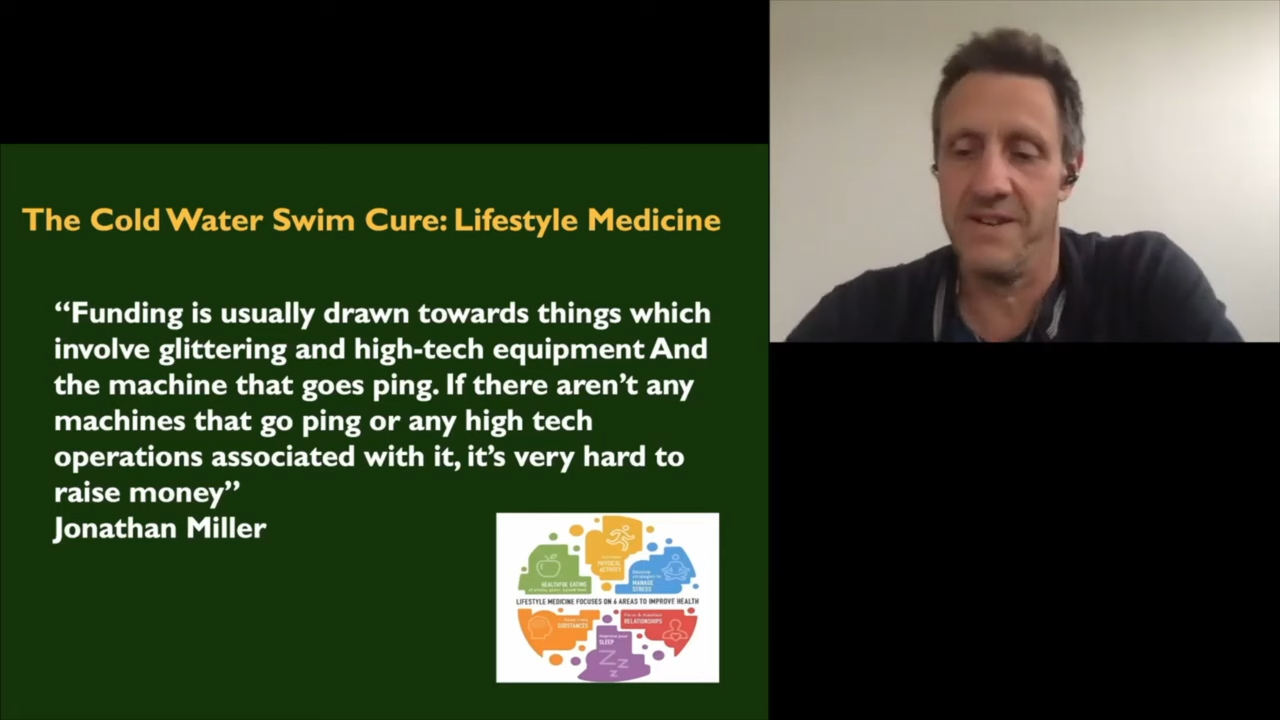 The Cold Water Swim Cure: Lifestyle Medicine
“Funding is usually drawn towards things which
involve glittering and high-tech equipment And
the machine that goes ping. If there aren’t any
machines that go ping or any high tech
operations associated with it, it’s very hard to
raise money”
Jonathan Miller
PHYSICAL
ACTIVITY
HEALTHFUL EATING
MANAGE
STRESS
LIFESTYLE MEDICINE FOCUSES ON 6 AREAS TO IMPROVE HEALTH
SUBSTANCES
RELATIONSHIPS
Improve your
SLEEP
Z Z
Z